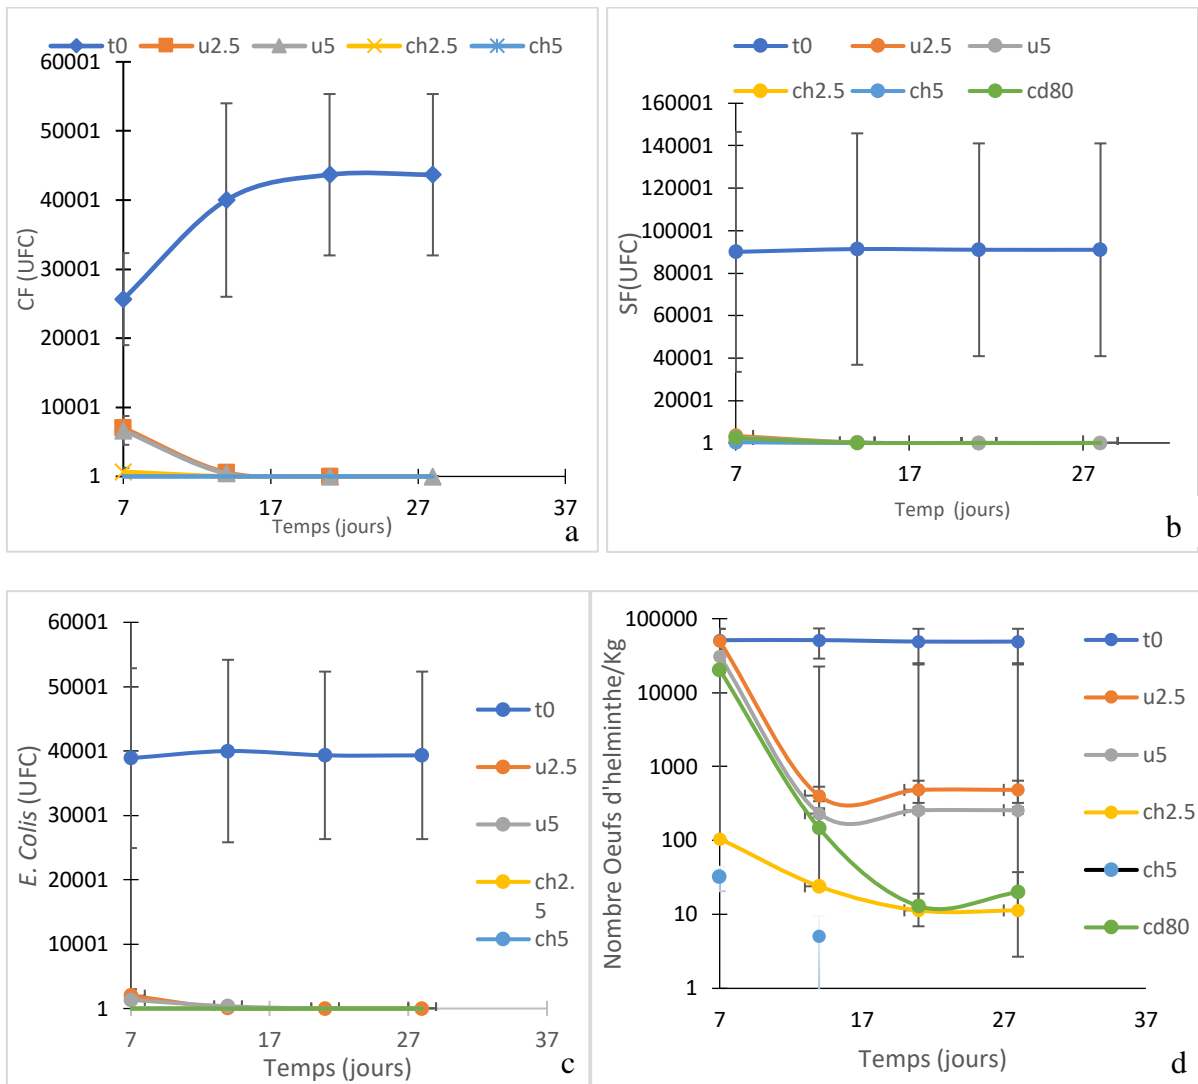 t0 u2.5 u5 ch2.5 ch5
60001
50001
40001
30001
20001
10001
1
7 17 27 37
CF (UFC)
Temps (jours)
a
t0 u2.5 u5
ch2.5 ch5 cd80
160001
140001
120001
100001
80001
60001
40001
20001
1
7 17 27
SF(UFC)
Temp (jours)
b
60001
50001
40001
30001
20001
10001
1
7 17 27 37
E. Colis (UFC)
Temps (jours)
t0
u2.5
u5
ch2.
5
ch5
c
100000
10000
1000
100
10
1
7 17 27 37
Nombre Oeufs d'helminthe/Kg
Temps (jours)
t0
u2.5
u5
ch2.5
ch5
cd80
d